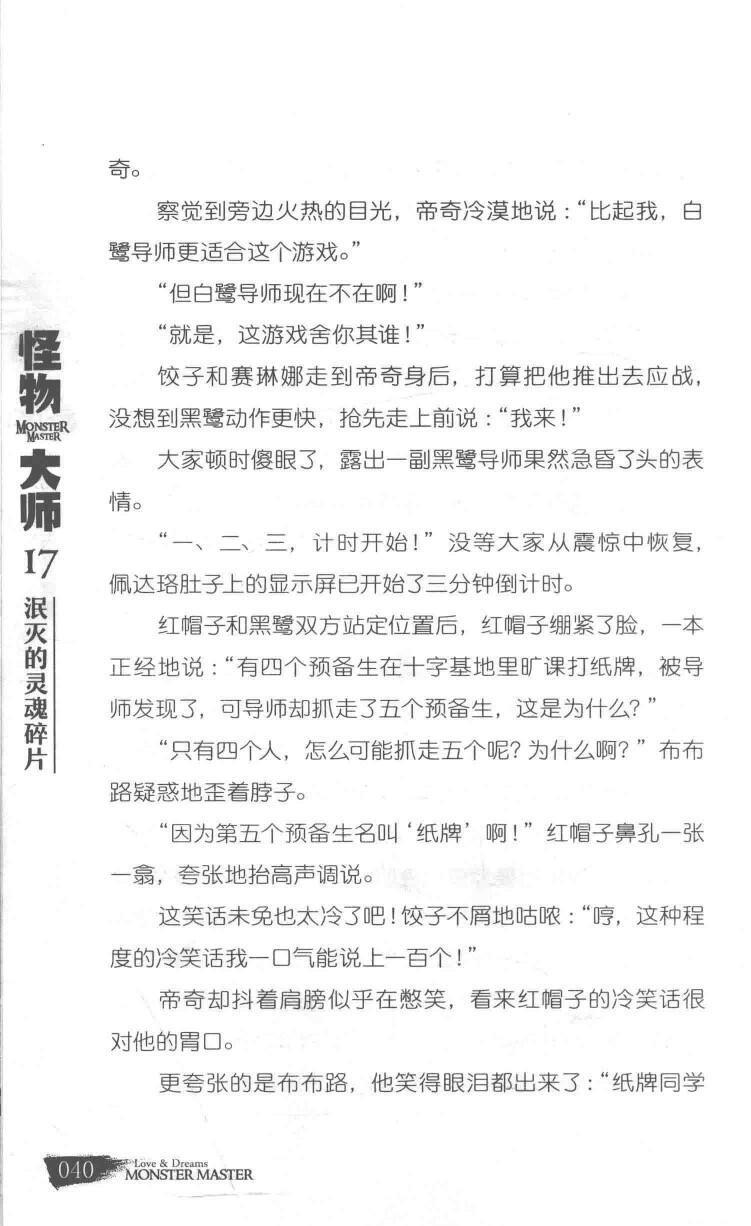 奇。
察觉到旁边火热的目光，帝奇冷漠地说：“比起我，白
鹭导师更适合这个游戏。”
“但白鹭导师现在不在啊！”
“就是，这游戏舍你其谁！”
饺子和赛琳娜走到帝奇身后，打算把他推出去应战，
没想到黑鹭动作更快，抢先走上前说：“我来！”
大家顿时傻眼了，露出一副黑鹭导师果然急昏了头的表
情。
“一、二、三，计时开始！”没等大家从震惊中恢复，
佩达珞肚子上的显示屏已开始了三分钟倒计时。
红帽子和黑鹭双方站定位置后，红帽子绷紧了脸，一本
正经地说：“有四个预备生在十字基地里旷课打纸牌，被导
师发现了，可导师却抓走了五个预备生，这是为什么？”
“只有四个人，怎么可能抓走五个呢？为什么啊？”布布
路疑惑地歪着脖子。
“因为第五个预备生名叫‘纸牌’啊！”红帽子鼻孔一张
一翕，夸张地抬高声调说。
这笑话未免也太冷了吧！饺子不屑地咕哝：“哼，这种程
度的冷笑话我一口气能说上一百个！”
帝奇却抖着肩膀似乎在憋笑，看来红帽子的冷笑话很
对他的胃口。
更夸张的是布布路，他笑得眼泪都出来了：“纸牌同学
怪物
MONSTER
MASTER
大师
17
泯灭的灵魂碎片
040
Love & Dreams
MONSTER MASTER